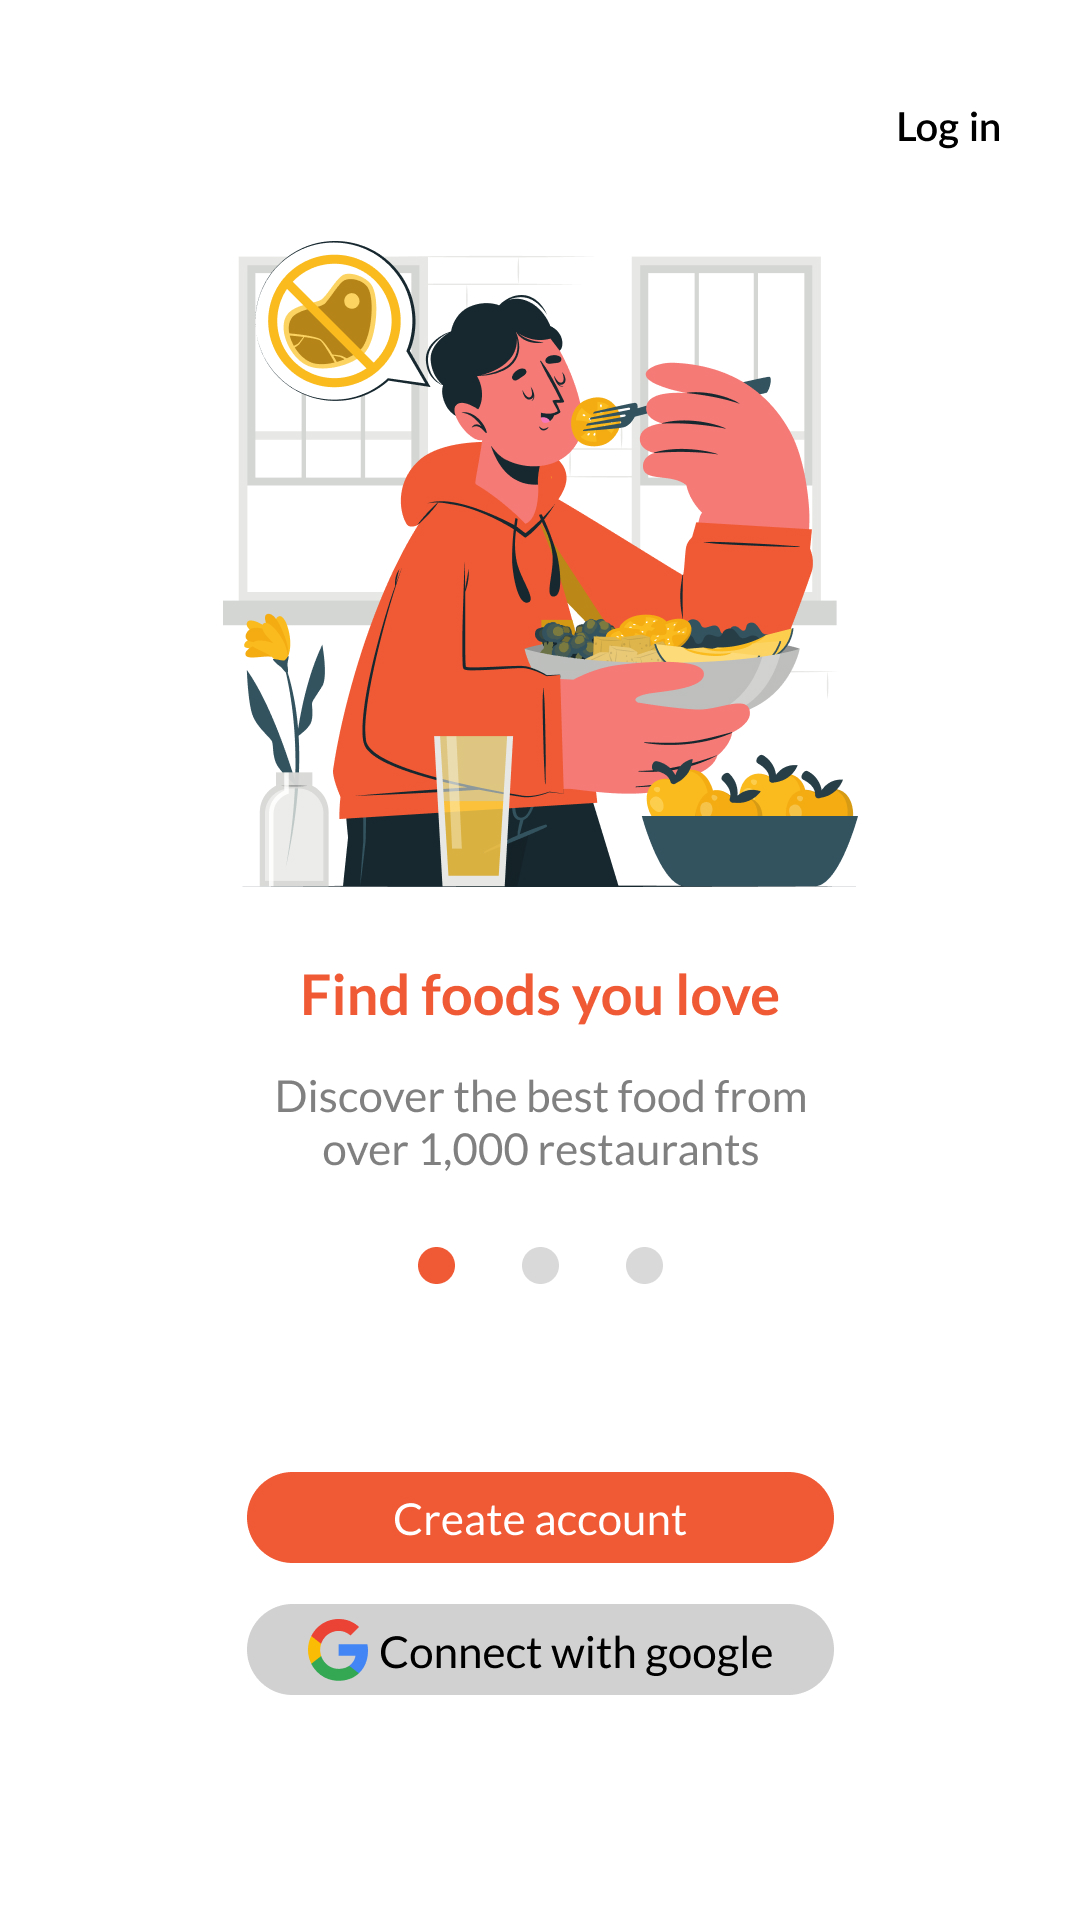 Log in
Find foods you love
Discover the best food from
over 1,000 restaurants
Create account
Connect with google